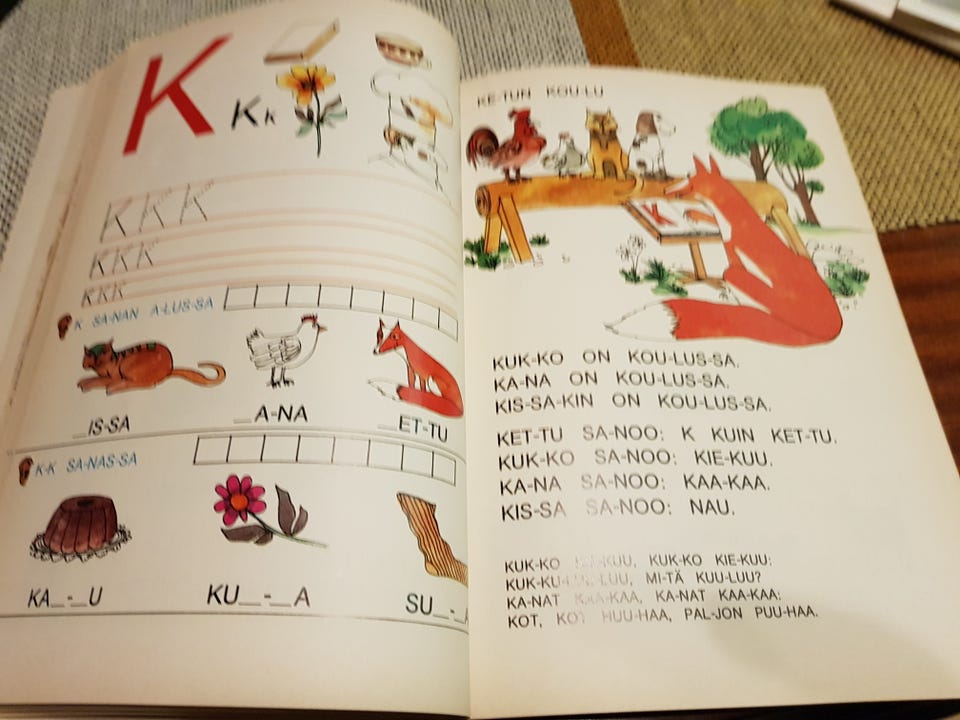 K
K k
K K K
K K K
K K K
K SA-NAN A-LUS-SA
_IS-SA
_A-NA
_ET-TU
K-K SA-NAS-SA
KA_-_U
KU_-_A
SU_-
KE-TUN KOU-LU
K
KUK-KO ON KOU-LUS-SA.
KA-NA ON KOU-LUS-SA.
KIS-SA-KIN ON KOU-LUS-SA.
KET-TU SA-NOO: K KUIN KET-TU.
KUK-KO SA-NOO: KIE-KUU.
KA-NA SA-NOO: KAA-KAA.
KIS-SA SA-NOO: NAU.
KUK-KO KIE-KUU, KUK-KO KIE-KUU:
MI-TÄ KUU-LUU?
KA-NAT KAA-KAA, KA-NAT KAA-KAA:
KOT, KOT HUU-HAA, PAL-JON PUU-HAA.